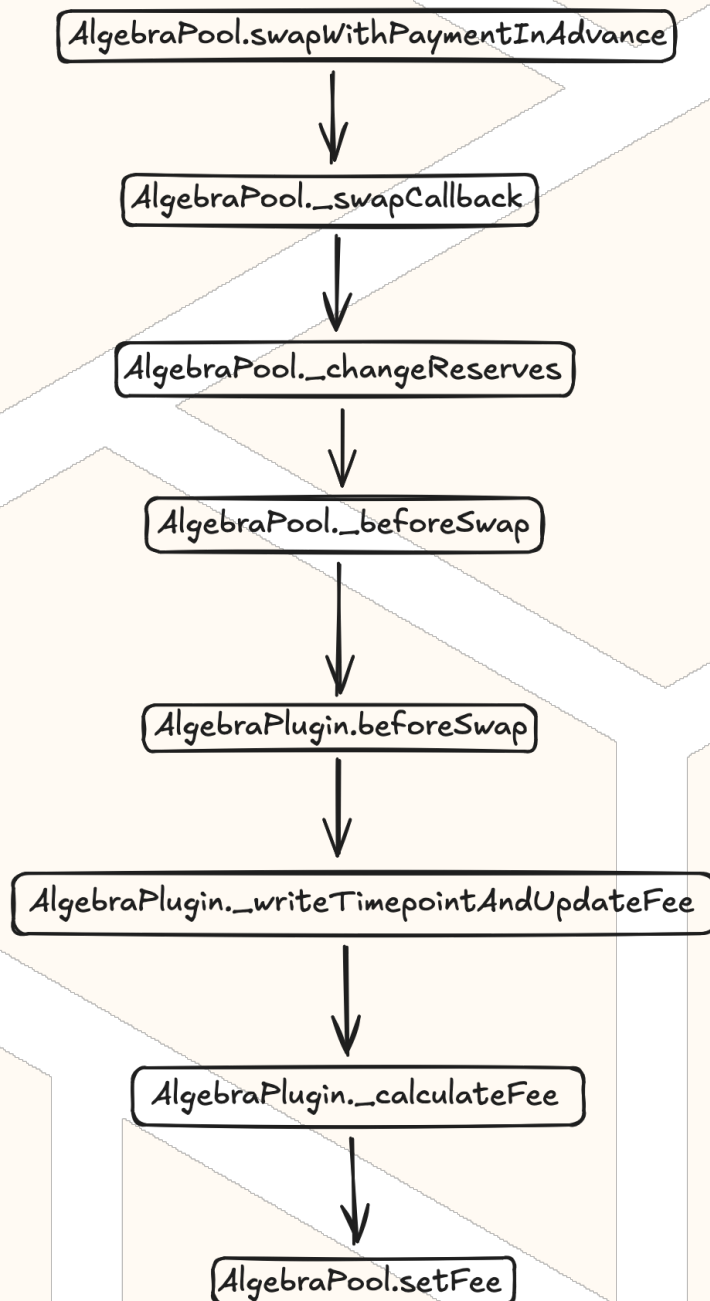 AlgebraPool.swapWithPaymentInAdvance
AlgebraPool._swapCallback
AlgebraPool._changeReserves
AlgebraPool._beforeSwap
AlgebraPlugin.beforeSwap
AlgebraPlugin._writeTimepointAndUpdateFee
AlgebraPlugin._calculateFee
AlgebraPool.setFee